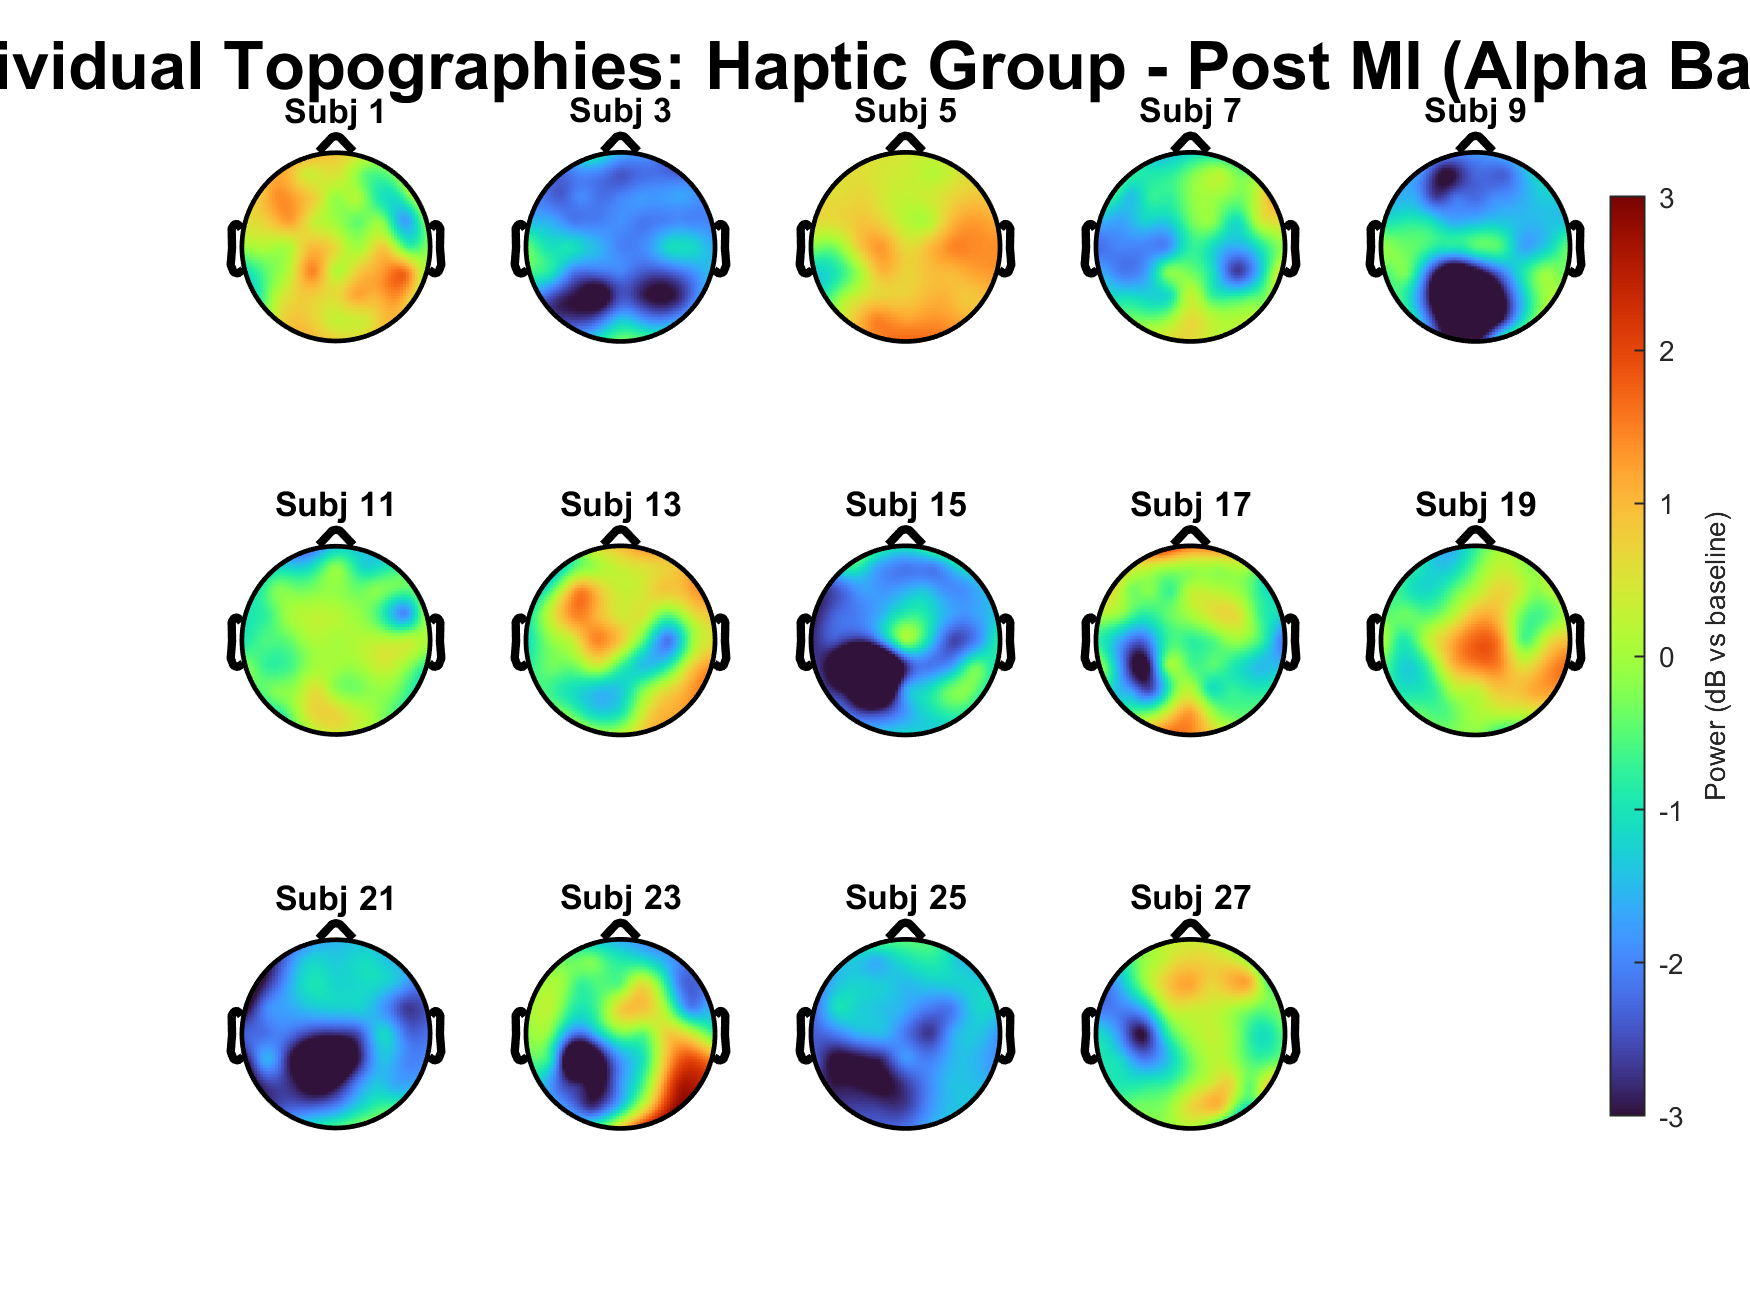 ividual Topographies: Haptic Group - Post MI (Alpha Ba
Subj 1
Subj 3
Subj 5
Subj 7
Subj 9
Subj 11
Subj 13
Subj 15
Subj 17
Subj 19
Subj 21
Subj 23
Subj 25
Subj 27
3
2
1
0
-1
-2
-3
Power (dB vs baseline)